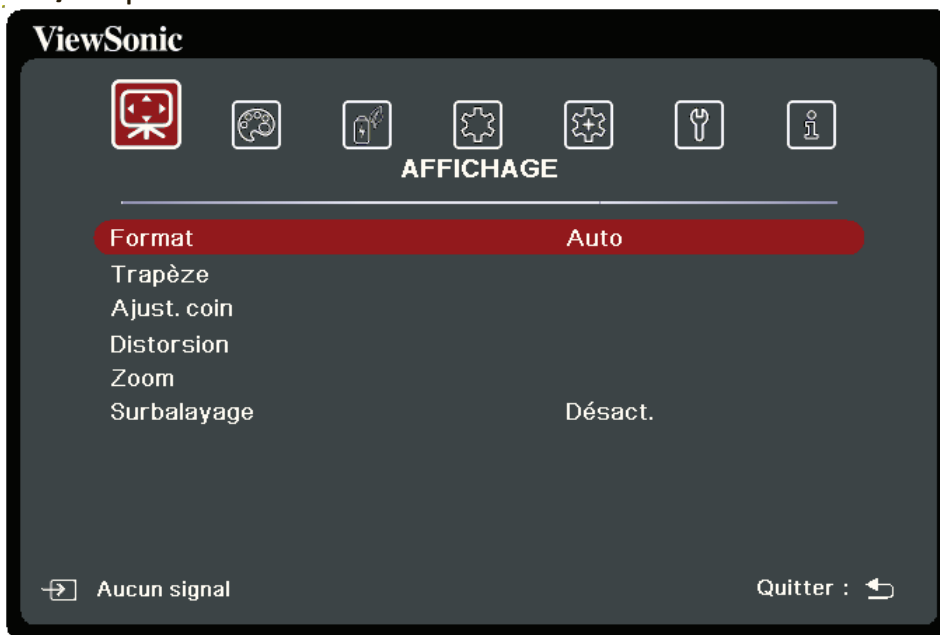 ViewSonic
AFFICHAGE
Format Auto
Trapèze
Ajust. coin
Distorsion
Zoom
Surbalayage Désact.
Aucun signal Quitter :